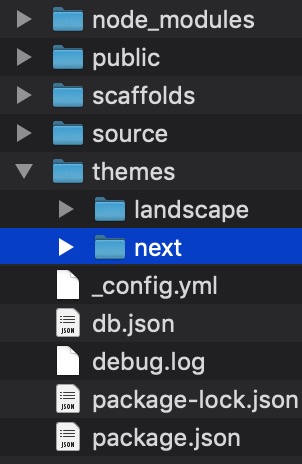 node_modules
public
scaffolds
source
themes
landscape
next
_config.yml
JSON
db.json
debug.log
JSON
package-lock.json
JSON
package.json